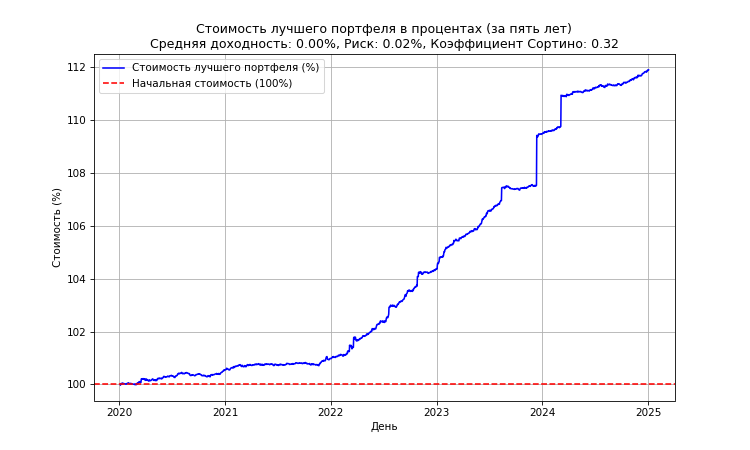 Стоимость лучшего портфеля в процентах (за пять лет)
Средняя доходность: 0.00%, Риск: 0.02%, Коэффициент Сортино: 0.32
Стоимость лучшего портфеля (%)
Начальная стоимость (100%)
Стоимость (%)
112
110
108
106
104
102
100
2020 2021 2022 2023 2024 2025
День